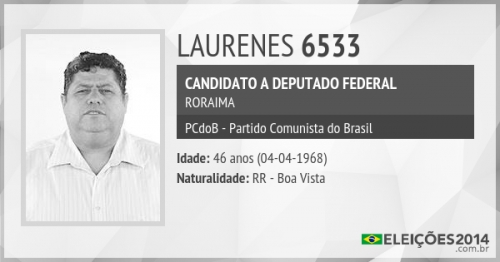 LAURENES 6533
CANDIDATO A DEPUTADO FEDERAL
RORAIMA
PCdoB - Partido Comunista do Brasil
Idade: 46 anos (04-04-1968)
Naturalidade: RR - Boa Vista
ELEIÇÕES2014
.com.br